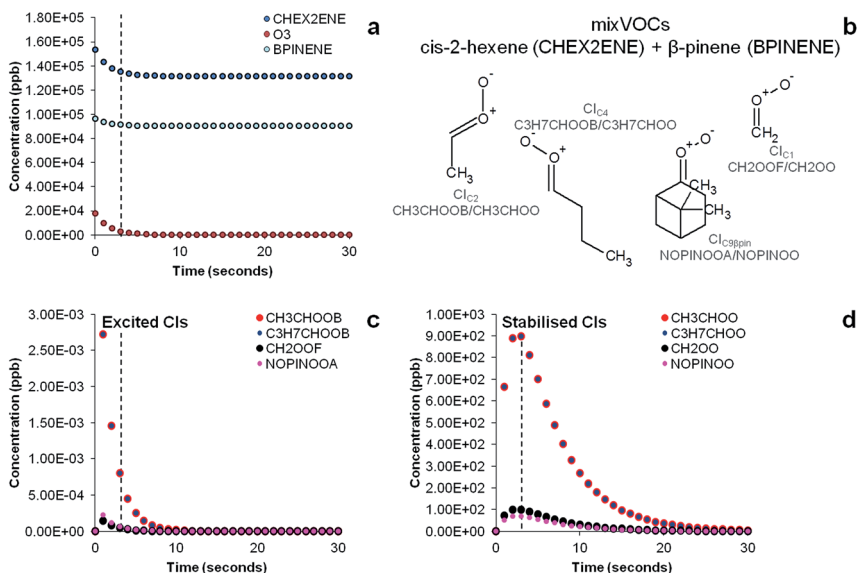 a
1.80E+05
1.60E+05
1.40E+05
1.20E+05
1.00E+05
8.00E+04
6.00E+04
4.00E+04
2.00E+04
0.00E+00
Concentration (ppb)
CHEX2ENE
O3
BPINENE
0 10 20 30
Time (seconds)
b
mixVOCs
cis-2-hexene (CHEX2ENE) + β-pinene (BPINENE)
O-
O+
CH3
CIC2
CH3CHOOB/CH3CHOO
CIC4
C3H7CHOOB/C3H7CHOO
O-
O+
CH3
O-
O+
CH2
CIC1
CH2OOF/CH2OO
O+
O-
CH3
CH3
CIC9βpin
NOPINOOA/NOPINOO
c
Excited CIs
3.00E-03
2.50E-03
2.00E-03
1.50E-03
1.00E-03
5.00E-04
0.00E+00
Concentration (ppb)
CH3CHOOB
C3H7CHOOB
CH2OOF
NOPINOOA
0 10 20 30
Time (seconds)
d
Stabilised CIs
1.00E+03
9.00E+02
8.00E+02
7.00E+02
6.00E+02
5.00E+02
4.00E+02
3.00E+02
2.00E+02
1.00E+02
0.00E+00
Concentration (ppb)
CH3CHOO
C3H7CHOO
CH2OO
NOPINOO
0 10 20 30
Time (seconds)